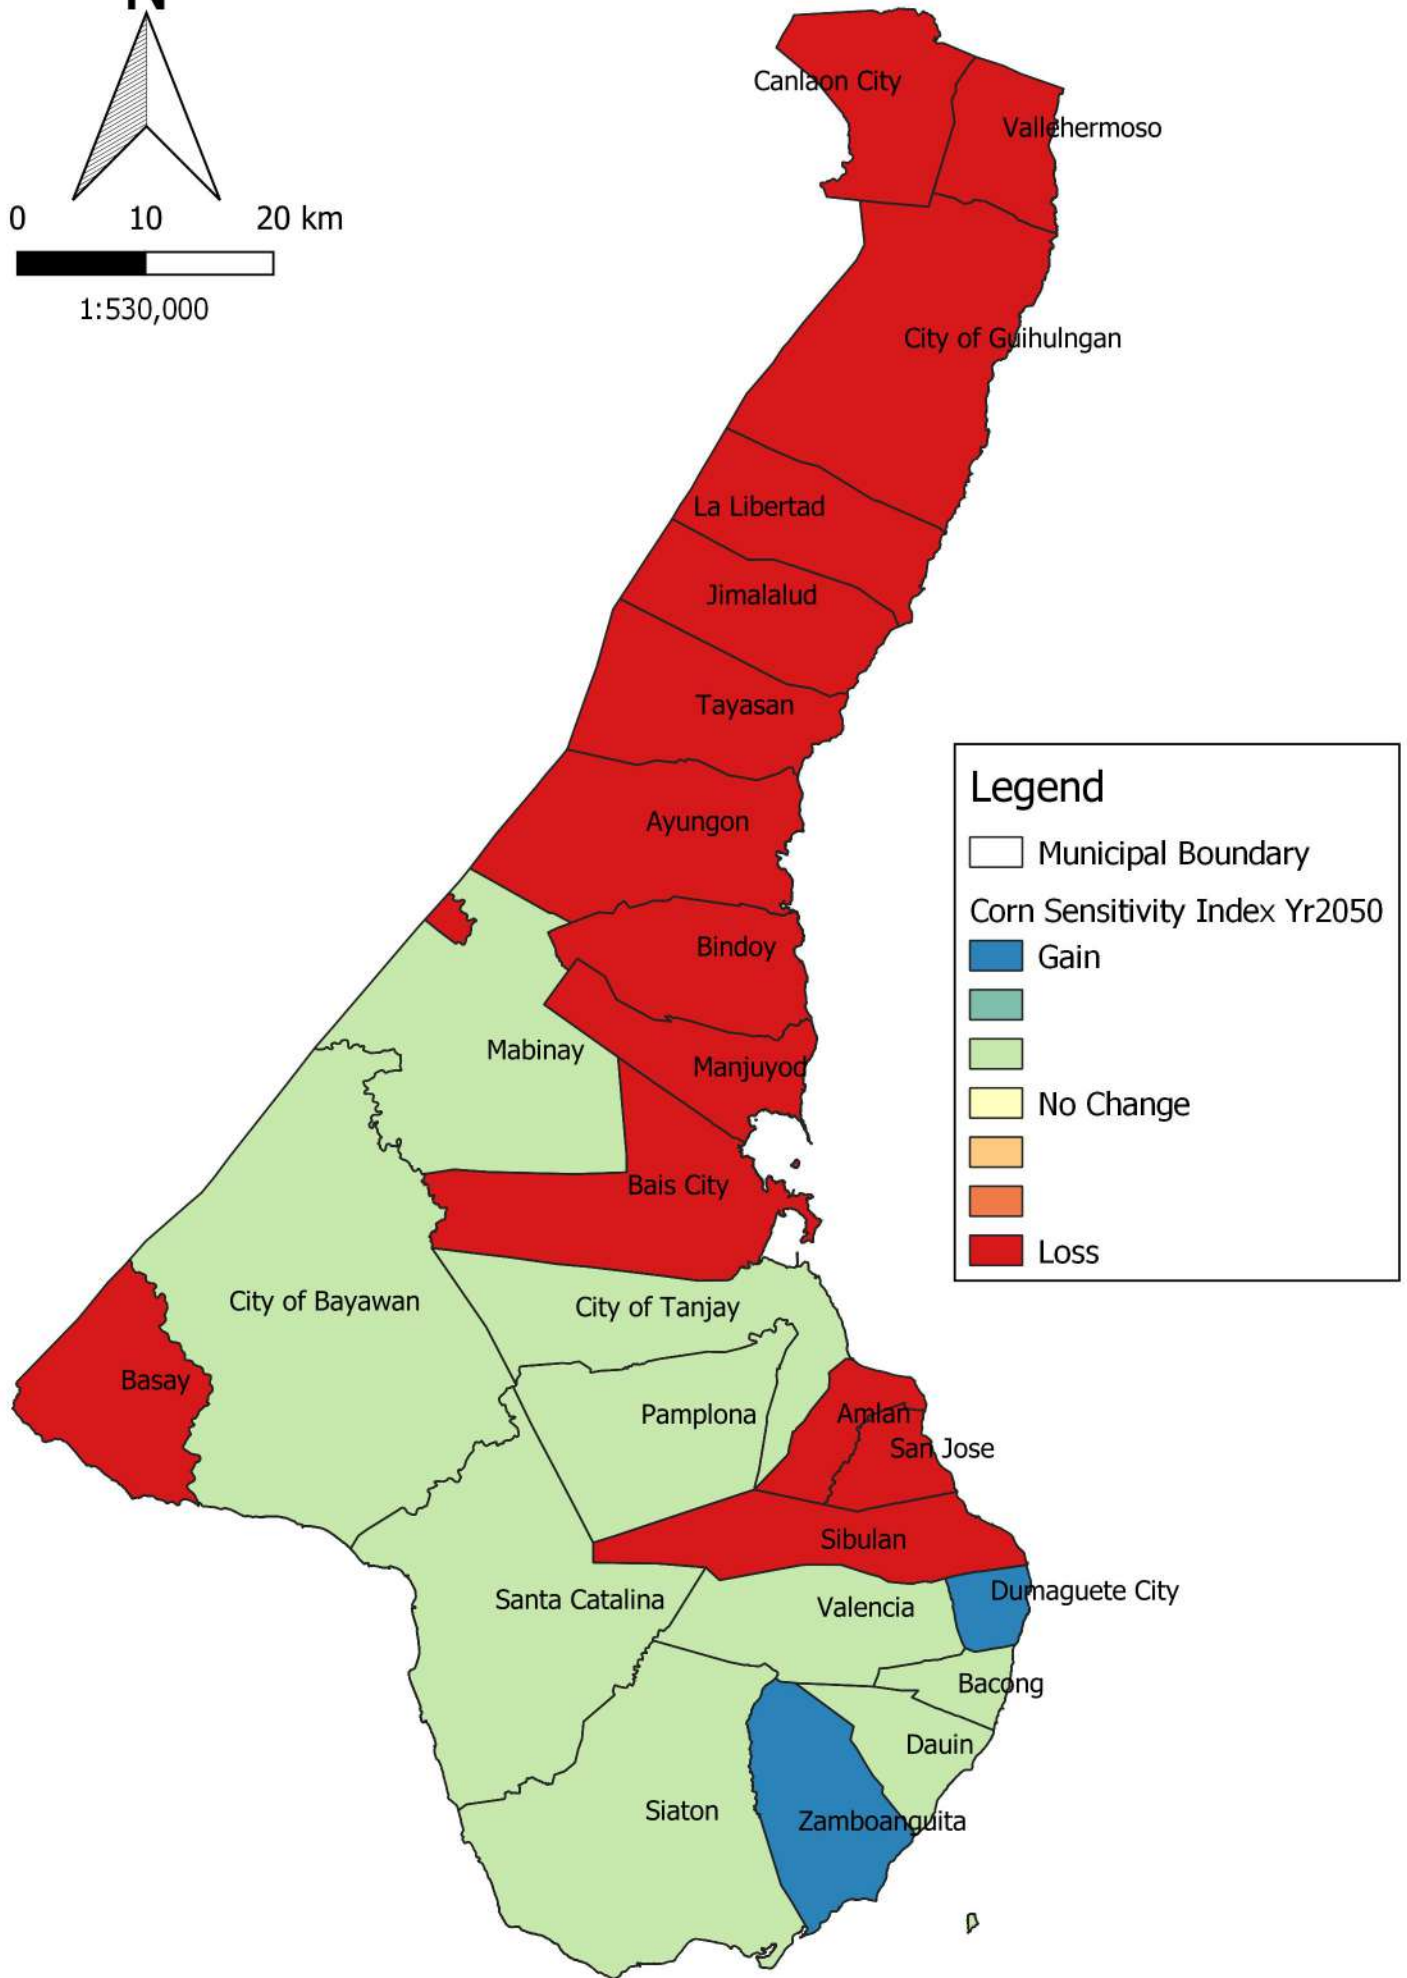 N
0 10 20 km
1:530,000
Canlaon City
Vallehermoso
City of Guihulngan
La Libertad
Jimalalud
Tayasan
Ayungon
Bindoy
Mabinay
Manjuyod
Bais City
City of Bayawan
City of Tanjay
Basay
Pamplona
Amlan
San Jose
Sibulan
Santa Catalina
Valencia
Dumaguete City
Bacong
Dauin
Siaton
Zamboanguita
Legend
Municipal Boundary
Corn Sensitivity Index Yr2050
Gain
No Change
Loss